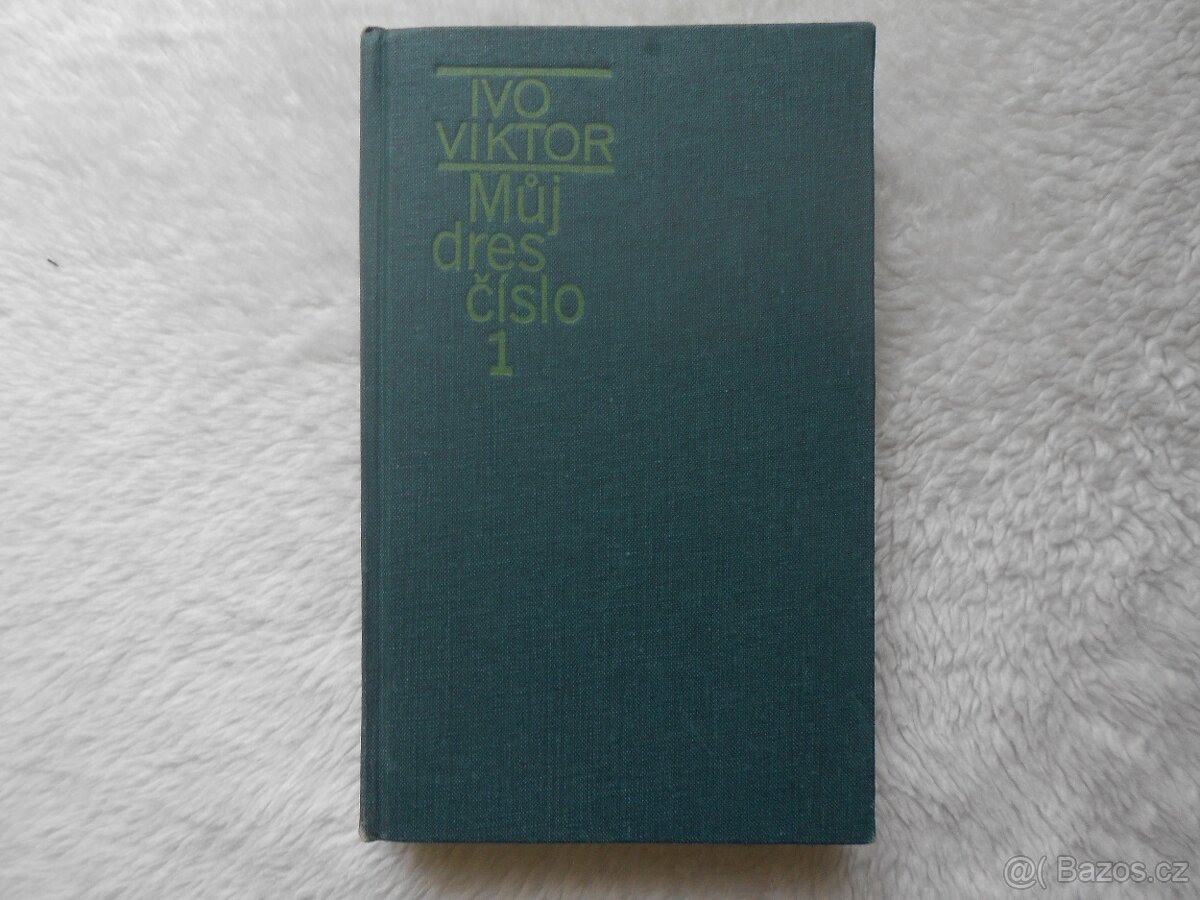 IVO
VIKTOR
Můj
dres
číslo
1
@( Bazos.cz